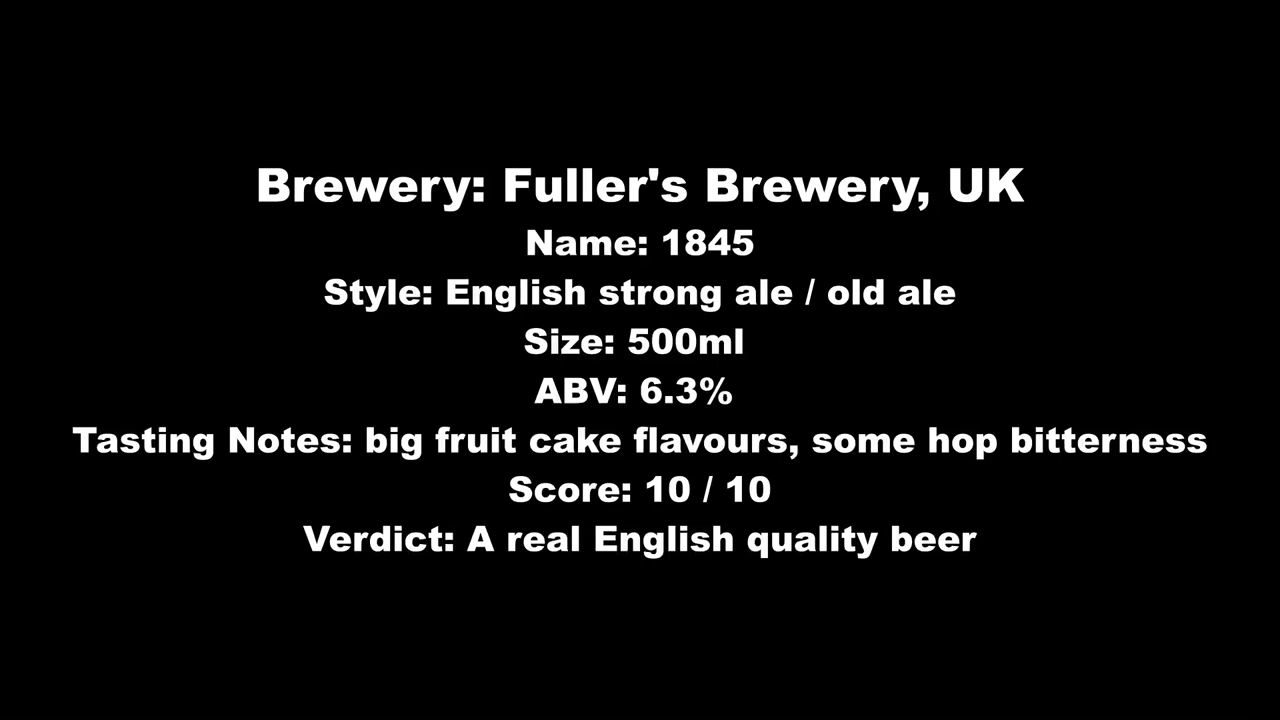 Brewery: Fuller's Brewery, UK
Name: 1845
Style: English strong ale / old ale
Size: 500ml
ABV: 6.3%
Tasting Notes: big fruit cake flavours, some hop bitterness
Score: 10 / 10
Verdict: A real English quality beer